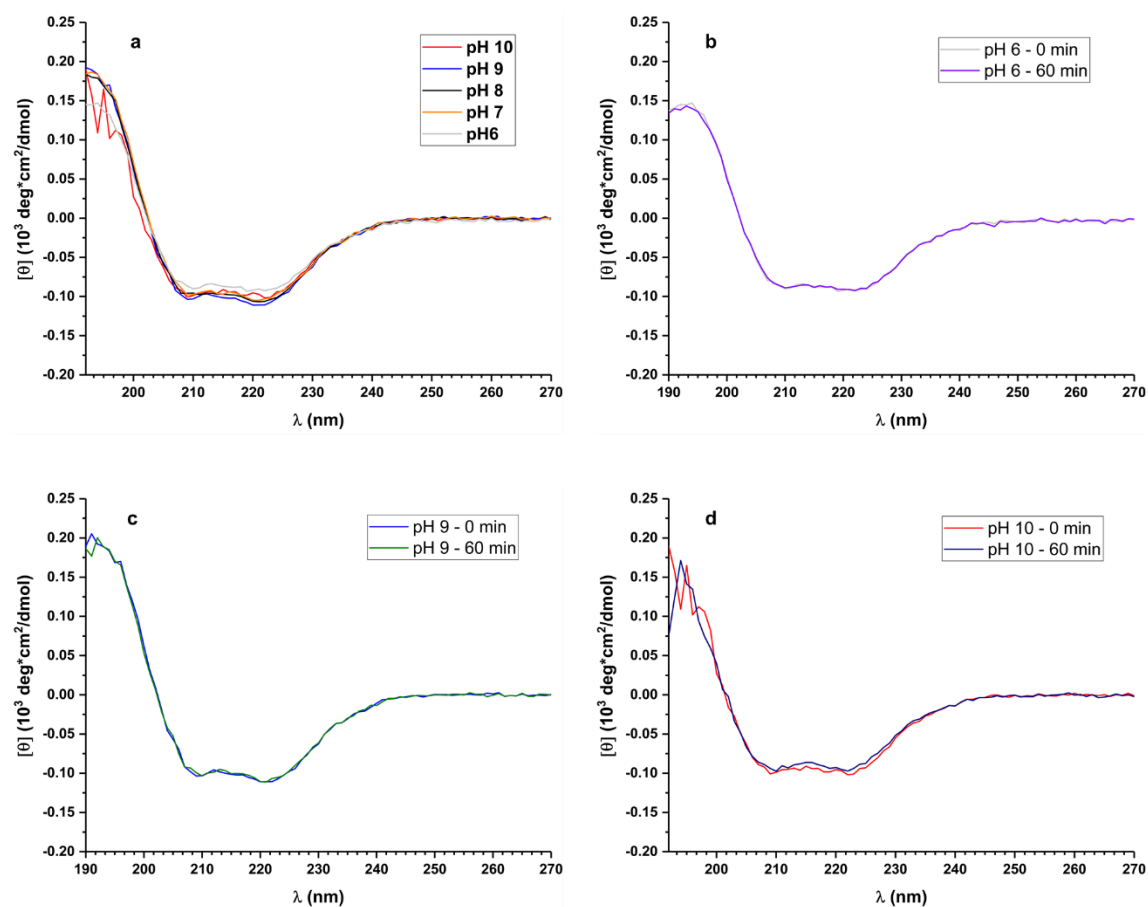 a
pH 10
pH 9
pH 8
pH 7
pH6
0.25
0.20
0.15
0.10
0.05
0.00
-0.05
-0.10
-0.15
-0.20
[θ] (10³ deg*cm²/dmol)
200 210 220 230 240 250 260 270
λ (nm)
b
pH 6 - 0 min
pH 6 - 60 min
0.25
0.20
0.15
0.10
0.05
0.00
-0.05
-0.10
-0.15
-0.20
[θ] (10³ deg*cm²/dmol)
190 200 210 220 230 240 250 260 270
λ (nm)
c
pH 9 - 0 min
pH 9 - 60 min
0.25
0.20
0.15
0.10
0.05
0.00
-0.05
-0.10
-0.15
-0.20
[θ] (10³ deg*cm²/dmol)
190 200 210 220 230 240 250 260 270
λ (nm)
d
pH 10 - 0 min
pH 10 - 60 min
0.25
0.20
0.15
0.10
0.05
0.00
-0.05
-0.10
-0.15
-0.20
[θ] (10³ deg*cm²/dmol)
200 210 220 230 240 250 260 270
λ (nm)